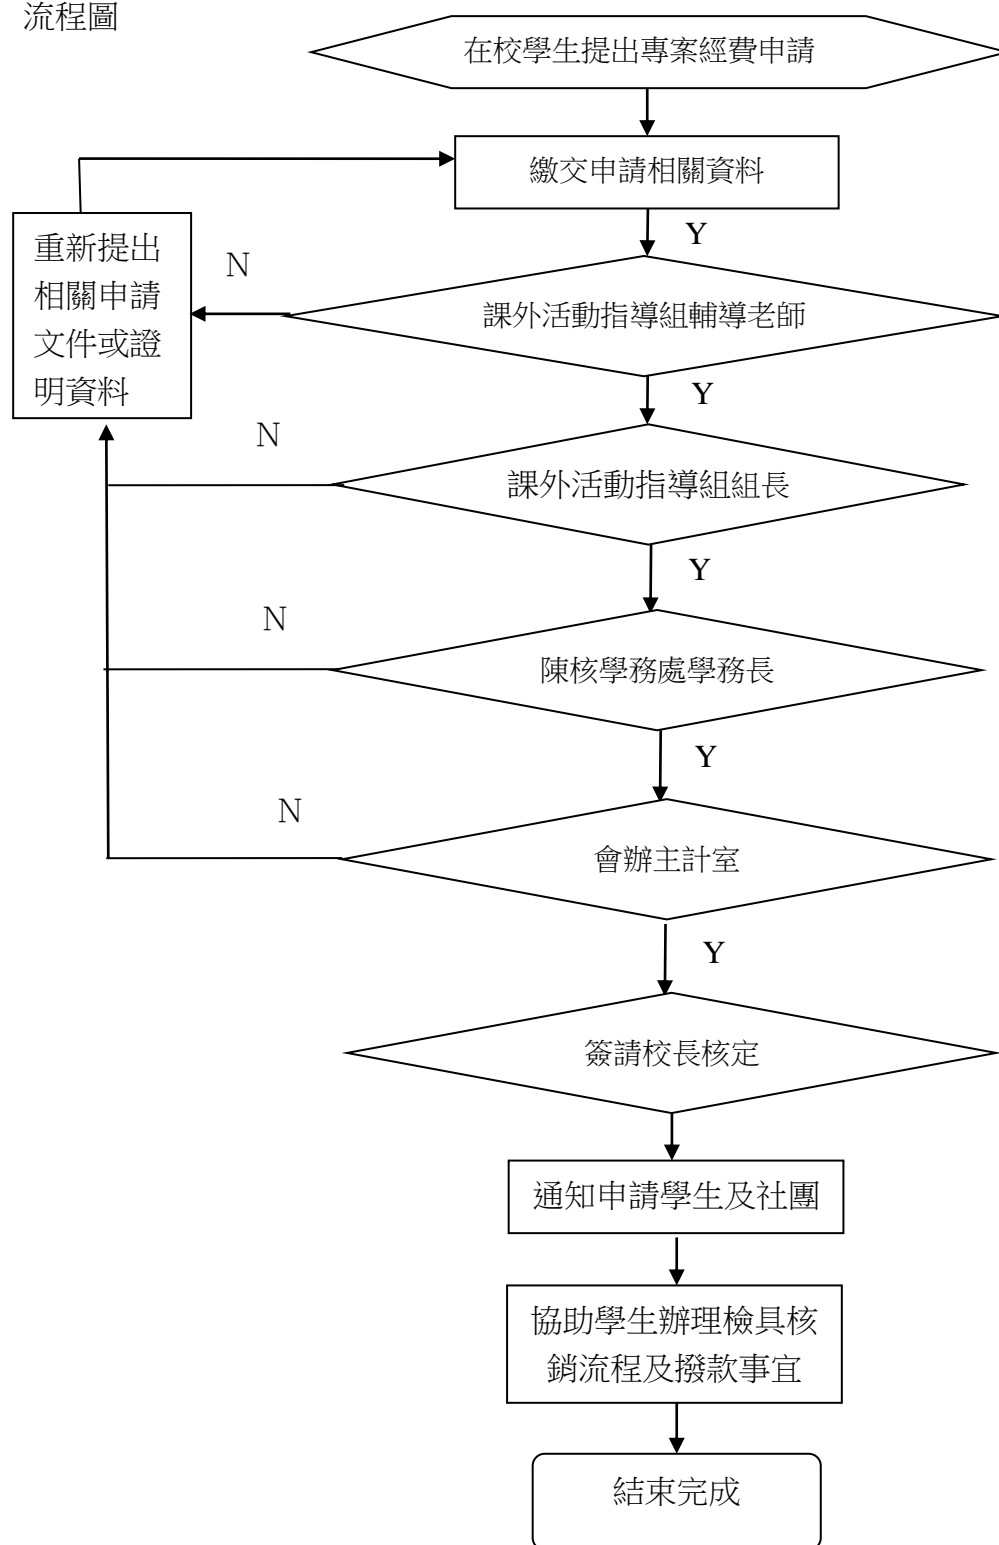 流程圖
在校學生提出專案經費申請
繳交申請相關資料
Y
重新提出
相關申請
文件或證
明資料
N
課外活動指導組輔導老師
Y
N
課外活動指導組組長
Y
N
陳核學務處學務長
Y
N
會辦主計室
Y
簽請校長核定
通知申請學生及社團
協助學生辦理檢具核
銷流程及撥款事宜
結束完成